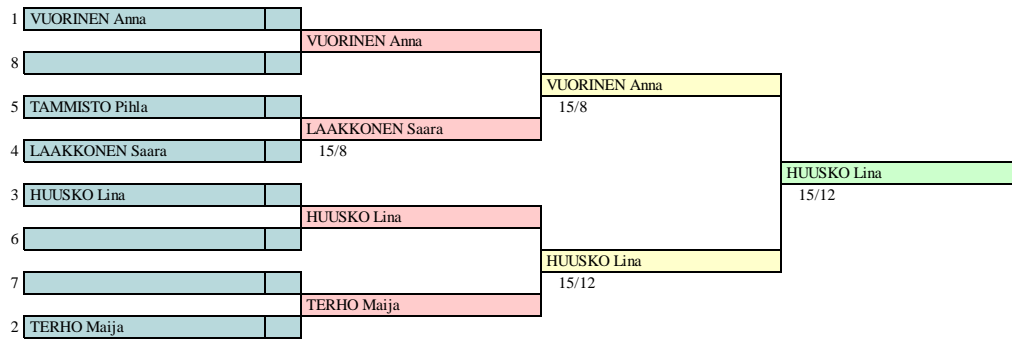 1 VUORINEN Anna
VUORINEN Anna
8
VUORINEN Anna
5 TAMMISTO Pihla
15/8
LAAKKONEN Saara
4 LAAKKONEN Saara
15/8
HUUSKO Lina
3 HUUSKO Lina
15/12
HUUSKO Lina
6
HUUSKO Lina
7
15/12
TERHO Maija
2 TERHO Maija